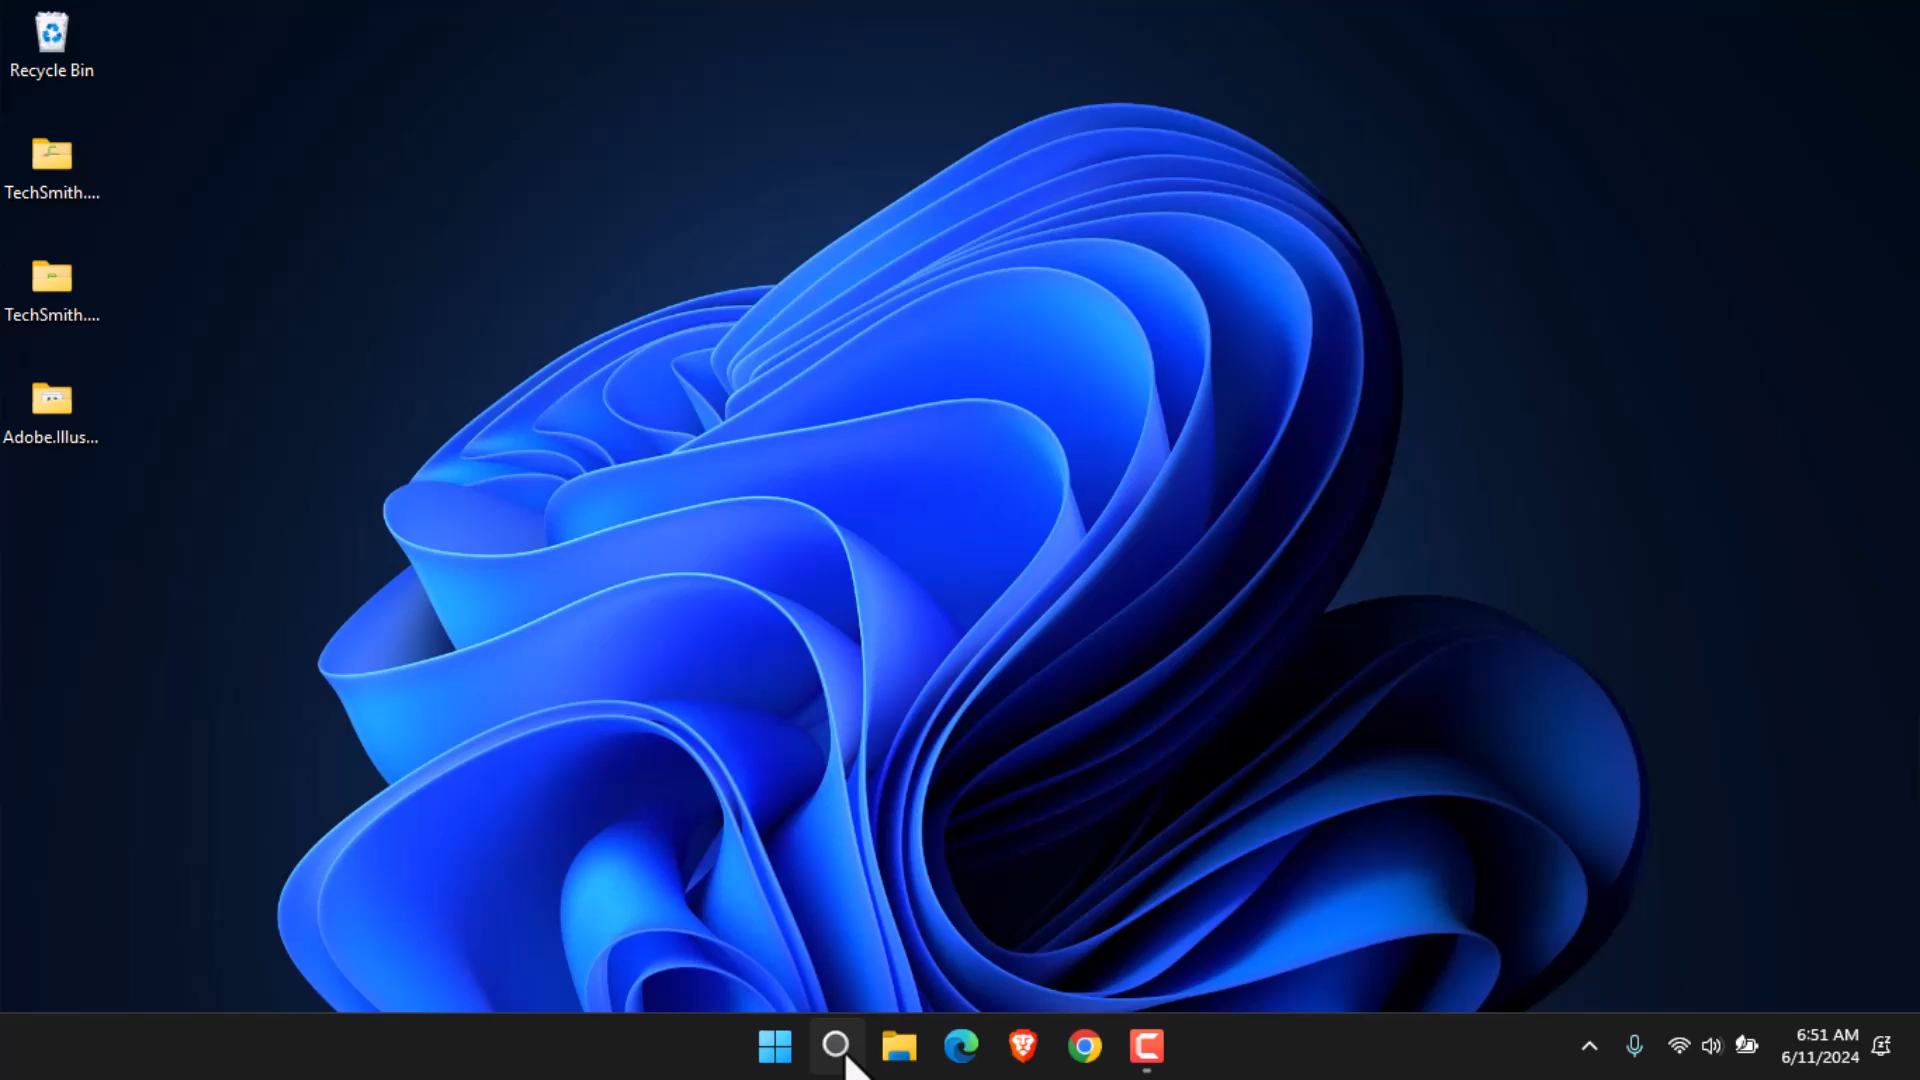 Recycle Bin
TechSmith....
TechSmith....
Adobe.Illus...
6:51 AM
6/11/2024